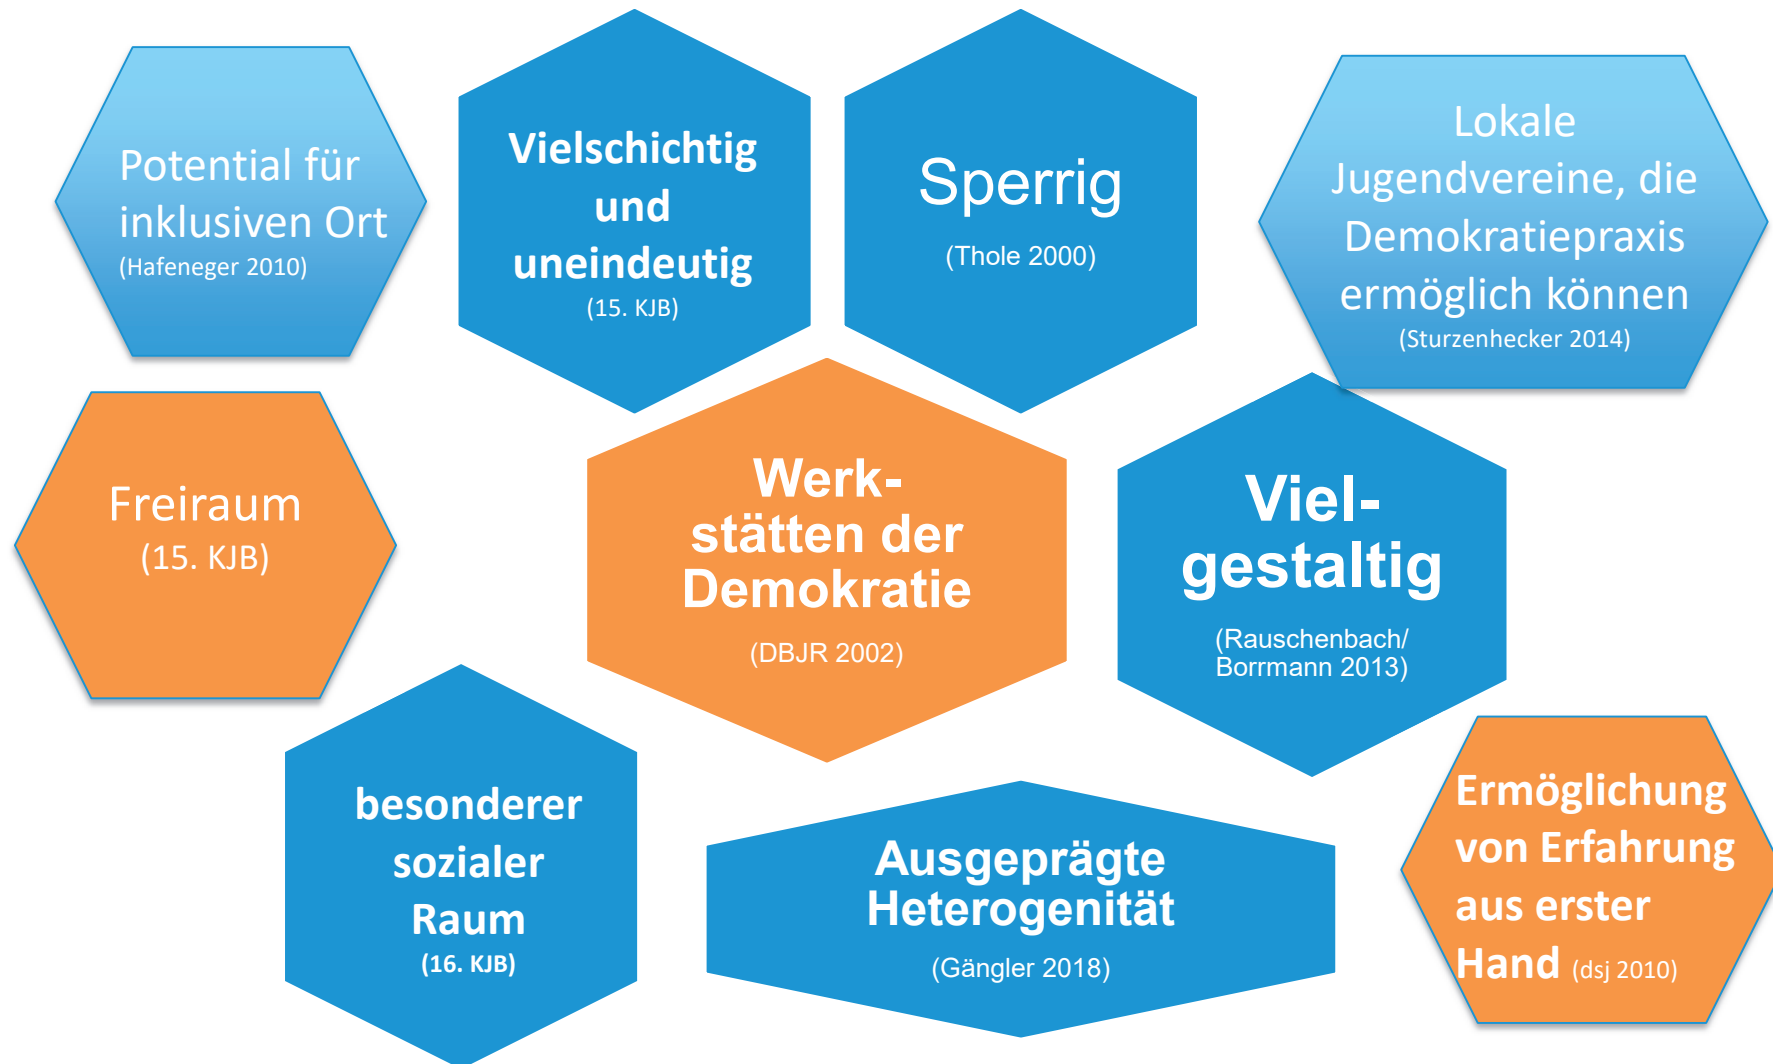 Potential für
inklusiven Ort
(Hafeneger 2010)
Vielschichtig
und
uneindeutig
(15. KJB)
Sperrig
(Thole 2000)
Lokale
Jugendvereine, die
Demokratiepraxis
ermöglich können
(Sturzenhecker 2014)
Freiraum
(15. KJB)
Werk-
stätten der
Demokratie
(DBJR 2002)
Viel-
gestaltig
(Rauschenbach/
Borrmann 2013)
besonderer
sozialer
Raum
(16. KJB)
Ausgeprägte
Heterogenität
(Gängler 2018)
Ermöglichung
von Erfahrung
aus erster
Hand (dsj 2010)